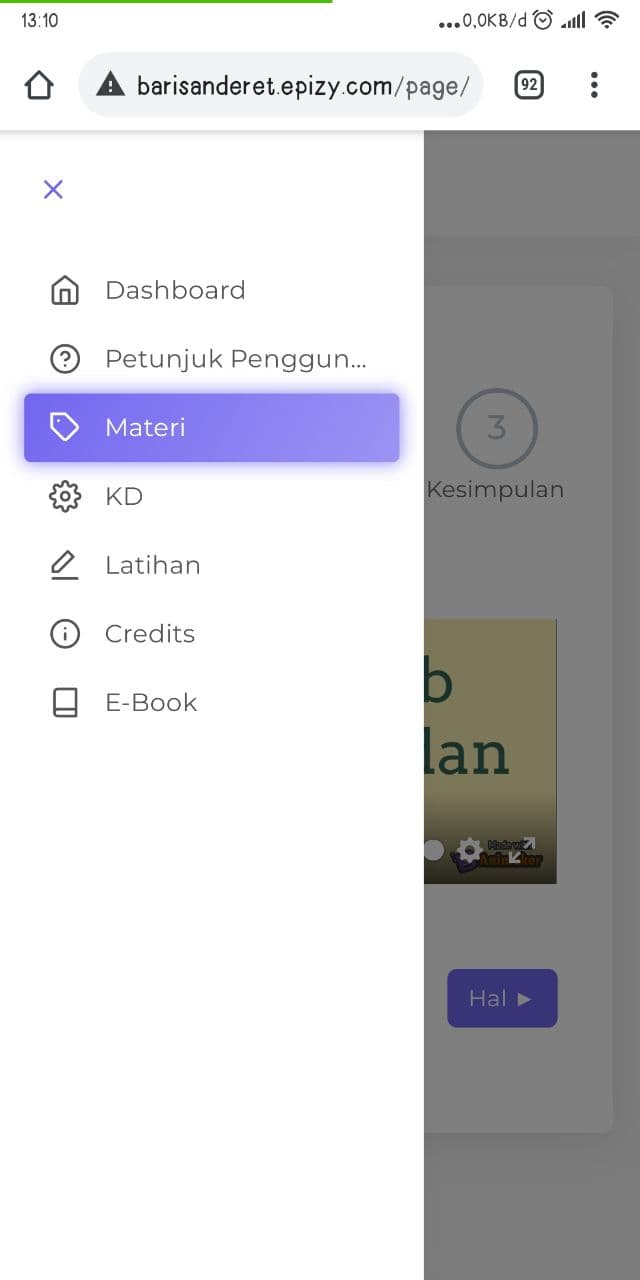 13:10
...0,0KB/d
barisanderet.epizy.com/page/
92
Dashboard
Petunjuk Penggun...
Materi
KD
Latihan
Credits
E-Book
3
Kesimpulan
b
lan
Made with
Animaker
Hal ►